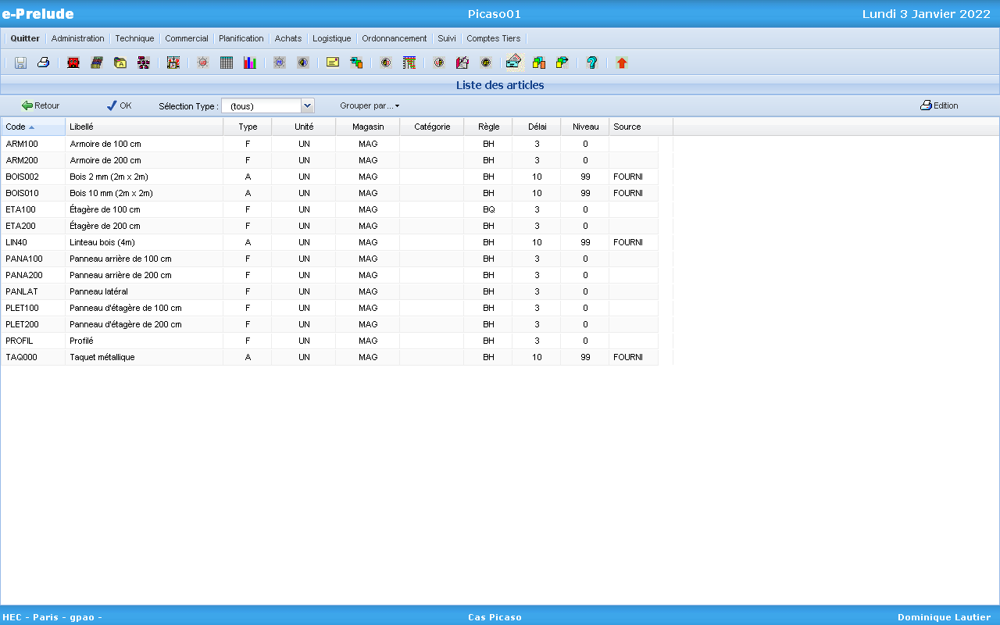 e-Prelude Picaso01 Lundi 3 Janvier 2022
Quitter Administration Technique Commercial Planification Achats Logistique Ordonnancement Suivi Comptes Tiers
Liste des articles
Retour OK Sélection Type : (tous) Grouper par... Edition
Code Libellé Type Unité Magasin Catégorie Règle Délai Niveau Source
ARM100 Armoire de 100 cm F UN MAG BH 3 0
ARM200 Armoire de 200 cm F UN MAG BH 3 0
BOIS002 Bois 2 mm (2m x 2m) A UN MAG BH 10 99 FOURNI
BOIS010 Bois 10 mm (2m x 2m) A UN MAG BH 10 99 FOURNI
ETA100 Étagère de 100 cm F UN MAG BQ 3 0
ETA200 Étagère de 200 cm F UN MAG BH 3 0
LIN40 Linteau bois (4m) A UN MAG BH 10 99 FOURNI
PANA100 Panneau arrière de 100 cm F UN MAG BH 3 0
PANA200 Panneau arrière de 200 cm F UN MAG BH 3 0
PANLAT Panneau latéral F UN MAG BH 3 0
PLET100 Panneau d'étagère de 100 cm F UN MAG BH 3 0
PLET200 Panneau d'étagère de 200 cm F UN MAG BH 3 0
PROFIL Profilé F UN MAG BH 3 0
TAQ000 Taquet métallique A UN MAG BH 10 99 FOURNI
HEC - Paris - gpao - Cas Picaso Dominique Lautier